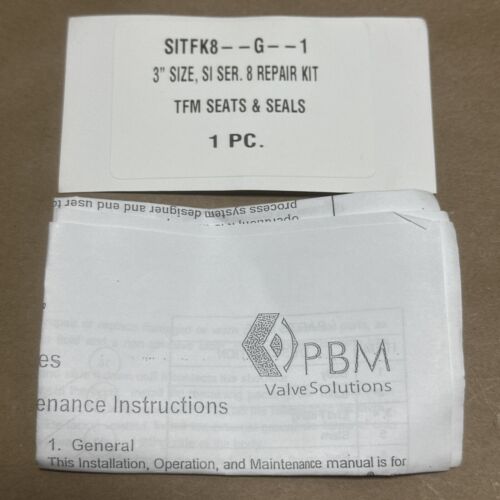 SITFK8--G--1
3" SIZE, SI SER. 8 REPAIR KIT
TFM SEATS & SEALS
1 PC.
process system designer and end user to
PBM
Valve Solutions
es
enance Instructions
1. General
This Installation, Operation, and Maintenance manual is for